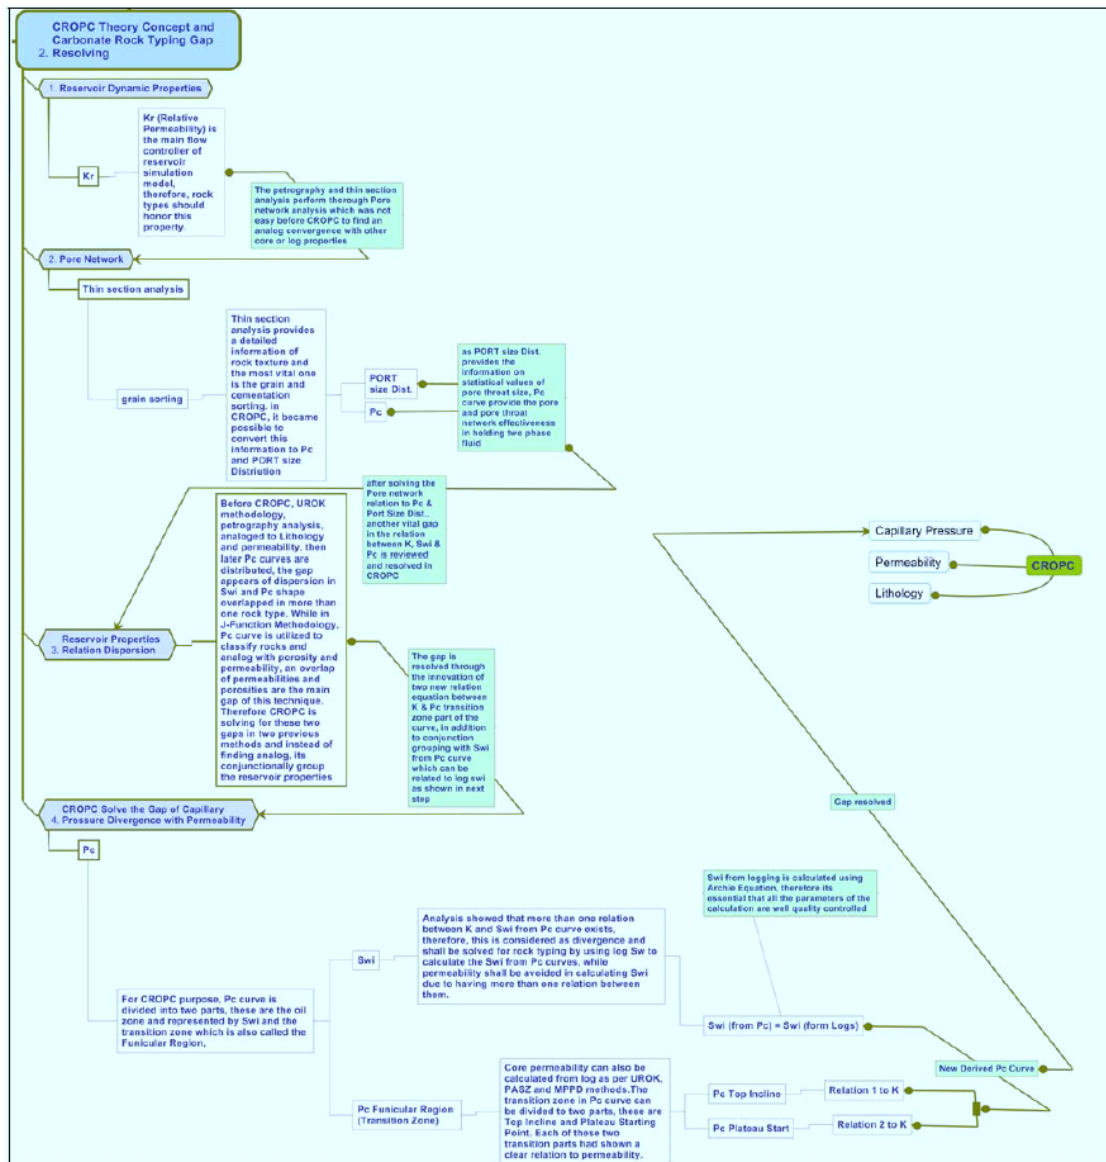 CROPC Theory Concept and
Carbonate Rock Typing Gap
2. Resolving
1. Reservoir Dynamic Properties
Kr
Kr (Relative
Permeability) is
the main flow
controller of
reservoir
simulation
model,
therefore, rock
types should
honor this
property.
The petrography and thin section
analysis perform thorough Pore
network analysis which was not
easy before CROPC to find an
analog convergence with other
core or log properties
2. Pore Network
Thin section analysis
grain sorting
Thin section
analysis provides
a detailed
information of
rock texture and
the most vital one
is the grain and
cementation
sorting. in
CROPC, it became
possible to
convert this
information to Pc
and PORT size
Distriution
PORT
size Dist.
Pc
as PORT size Dist.
provides the
information on
statistical values of
pore throat size, Pc
curve provide the pore
and pore throat
network effectiveness
in holding two phase
fluid
after solving the
Pore network
relation to Pc &
Port Size Dist..
another vital gap
in the relation
between K, Swi &
Pc is reviewed
and resolved in
CROPC
Reservoir Properties
3. Relation Dispersion
Before CROPC, UROK
methodology,
petrography analysis,
analoged to Lithology
and permeability, then
later Pc curves are
distributed, the gap
appears of dispersion in
Swi and Pc shape
overlapped in more than
one rock type. While in
J-Function Methodology,
Pc curve is utilized to
classify rocks and
analog with porosity and
permeability, an overlap
of permeabilities and
porosities are the main
gap of this technique.
Therefore CROPC is
solving for these two
gaps in two previous
methods and instead of
finding analog, its
conjunctionally group
the reservoir properties
The gap is
resolved through
the innovation of
two new relation
equation between
K & Pc transition
zone part of the
curve, in addition
to conjunction
grouping with Swi
from Pc curve
which can be
related to log swi
as shown in next
step
Capillary Pressure
Permeability
Lithology
CROPC
Gap resolved
CROPC Solve the Gap of Capillary
4. Pressure Divergence with Permeability
Pc
For CROPC purpose, Pc curve is
divided into two parts, these are the oil
zone and represented by Swi and the
transition zone which is also called the
Funicular Region,
Swi
Analysis showed that more than one relation
between K and Swi from Pc curve exists,
therefore, this is considered as divergence and
shall be solved for rock typing by using log Sw to
calculate the Swi from Pc curves, while
permeability shall be avoided in calculating Swi
due to having more than one relation between
them.
Swi from logging is calculated using
Archie Equation, therefore its
essential that all the parameters of the
calculation are well quality controlled
Swi (from Pc) = Swi (form Logs)
New Derived Pc Curve
Pc Funicular Region
(Transition Zone)
Core permeability can also be
calculated from log as per UROK,
PASZ and MPPD methods.The
transition zone in Pc curve can
be divided to two parts, these are
Top Incline and Plateau Starting
Point. Each of these two
transition parts had shown a
clear relation to permeability.
Pc Top Incline
Relation 1 to K
Pc Plateau Start
Relation 2 to K